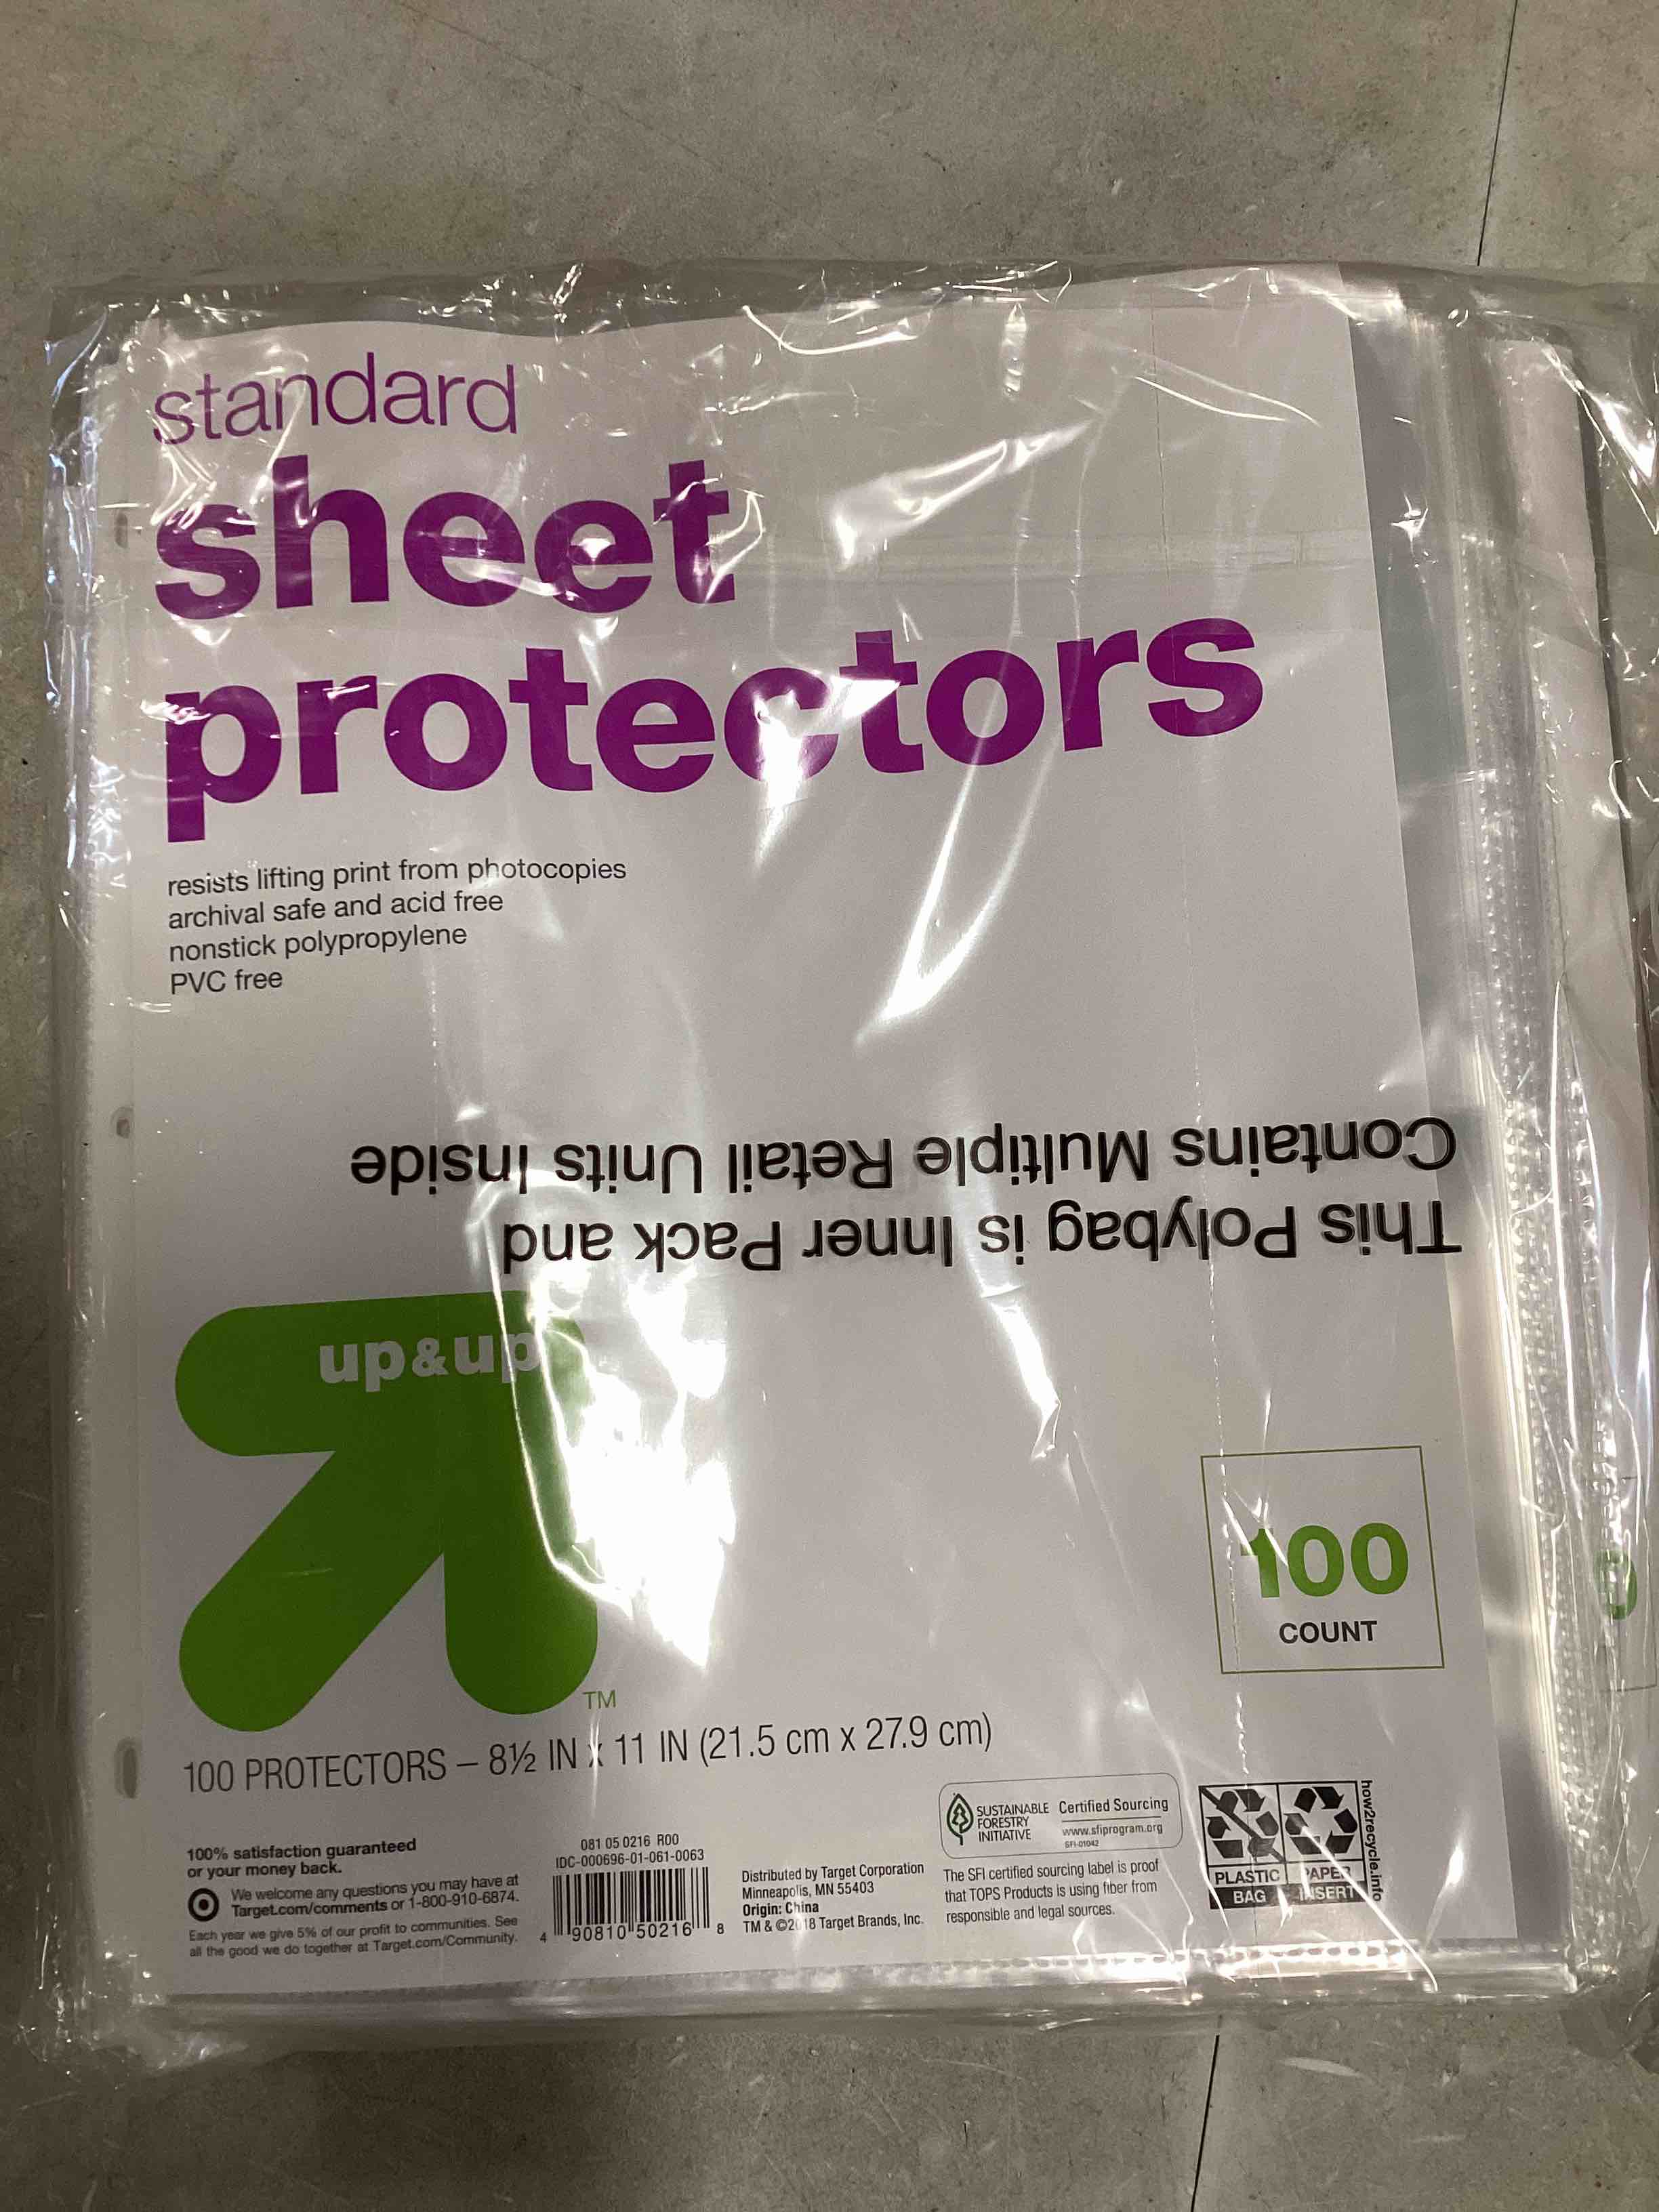 standard
sheet
protectors
resists lifting print from photocopies
archival safe and acid free
nonstick polypropylene
PVC free
This Polybag is Inner Pack and
Contains Multiple Retail Units Inside
up&up
100
COUNT
TM
100 PROTECTORS – 8½ IN x 11 IN (21.5 cm x 27.9 cm)
100% satisfaction guaranteed
or your money back.
We welcome any questions you may have at
Target.com/comments or 1-800-910-6874.
Each year we give 5% of our profit to communities. See
all the good we do together at Target.com/Community.
081 05 0216 R00
IDC-000696-01-061-0063
4 90810 50216 8
Distributed by Target Corporation
Minneapolis, MN 55403
Origin: China
TM & ©2018 Target Brands, Inc.
SUSTAINABLE
FORESTRY
INITIATIVE
Certified Sourcing
www.sfiprogram.org
SFI-01042
The SFI certified sourcing label is proof
that TOPS Products is using fiber from
responsible and legal sources.
PLASTIC
BAG
PAPER
INSERT
how2recycle.info